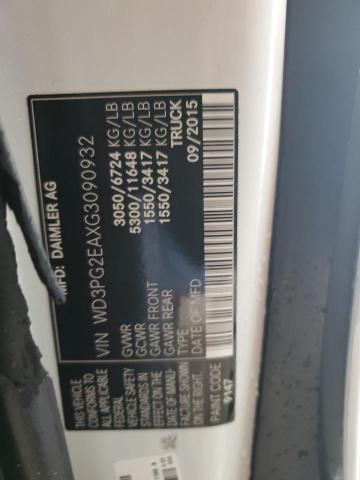 MFD: DAIMLER AG
VIN WD3PG2EAXG3090932
GVWR 3050/6724 KG/LB
GCWR 5300/11648 KG/LB
GAWR FRONT 1550/3417 KG/LB
GAWR REAR 1550/3417 KG/LB
TYPE TRUCK
DATE OF MFD 09/2015
THIS VEHICLE
CONFORMS TO
ALL APPLICABLE
FEDERAL
VEHICLE SAFETY
STANDARDS IN
EFFECT ON THE
DATE OF MANU-
FACTURE SHOWN
ON THE RIGHT.
PAINT CODE
9147